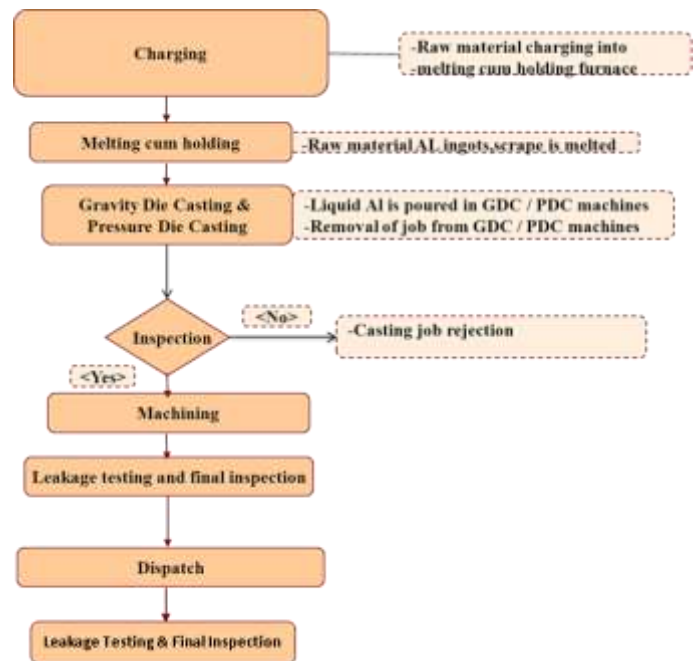 Charging
-Raw material charging into
-melting cum holding furnace
Melting cum holding
-Raw material AL ingots,scrape is melted
Gravity Die Casting &
Pressure Die Casting
-Liquid Al is poured in GDC / PDC machines
-Removal of job from GDC / PDC machines
<No>
Inspection
-Casting job rejection
<Yes>
Machining
Leakage testing and final inspection
Dispatch
Leakage Testing & Final Inspection